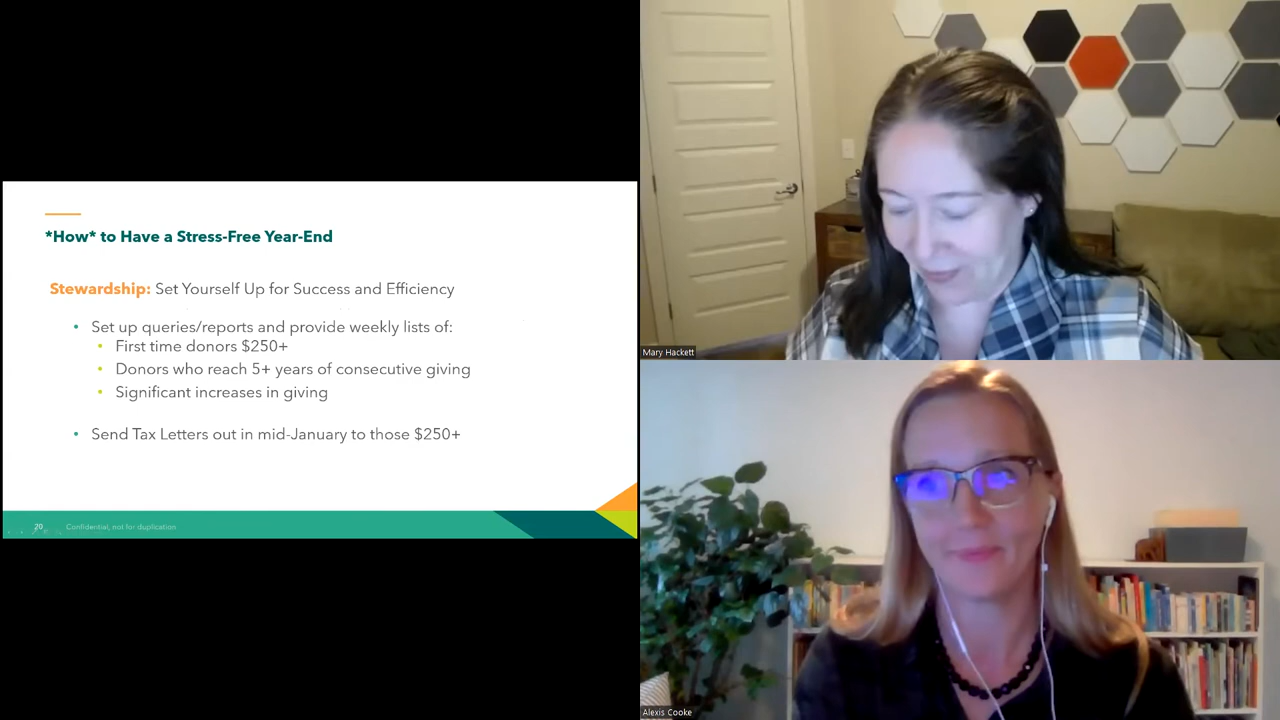 *How* to Have a Stress-Free Year-End
Stewardship: Set Yourself Up for Success and Efficiency
• Set up queries/reports and provide weekly lists of:
• First time donors $250+
• Donors who reach 5+ years of consecutive giving
• Significant increases in giving
• Send Tax Letters out in mid-January to those $250+
20 Confidential, not for duplication
Mary Hackett
Alexis Cooke